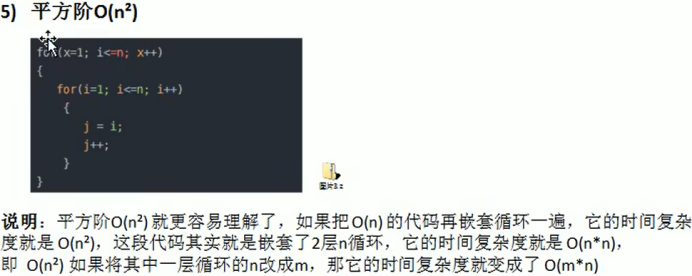 5) 平方阶O(n²)
for(x=1; i<=n; x++)
{
for(i=1; i<=n; i++)
{
j = i;
j++;
}
}
图片3.2
说明：平方阶O(n²) 就更容易理解了，如果把 O(n) 的代码再嵌套循环一遍，它的时间复杂
度就是 O(n²)，这段代码其实就是嵌套了2层n循环，它的时间复杂度就是 O(n*n)，
即 O(n²) 如果将其中一层循环的n改成m，那它的时间复杂度就变成了 O(m*n)